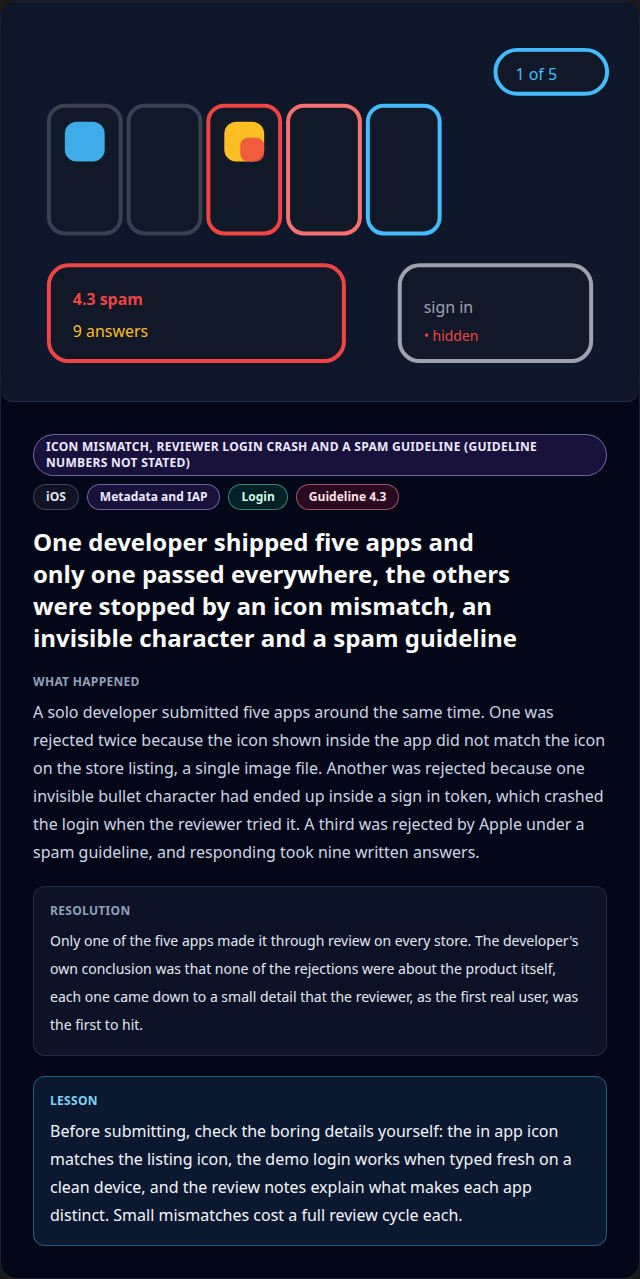 1 of 5
4.3 spam
9 answers
sign in
• hidden
ICON MISMATCH, REVIEWER LOGIN CRASH AND A SPAM GUIDELINE (GUIDELINE
NUMBERS NOT STATED)
iOS
Metadata and IAP
Login
Guideline 4.3
One developer shipped five apps and
only one passed everywhere, the others
were stopped by an icon mismatch, an
invisible character and a spam guideline
WHAT HAPPENED
A solo developer submitted five apps around the same time. One was
rejected twice because the icon shown inside the app did not match the icon
on the store listing, a single image file. Another was rejected because one
invisible bullet character had ended up inside a sign in token, which crashed
the login when the reviewer tried it. A third was rejected by Apple under a
spam guideline, and responding took nine written answers.
RESOLUTION
Only one of the five apps made it through review on every store. The developer's
own conclusion was that none of the rejections were about the product itself,
each one came down to a small detail that the reviewer, as the first real user, was
the first to hit.
LESSON
Before submitting, check the boring details yourself: the in app icon
matches the listing icon, the demo login works when typed fresh on a
clean device, and the review notes explain what makes each app
distinct. Small mismatches cost a full review cycle each.